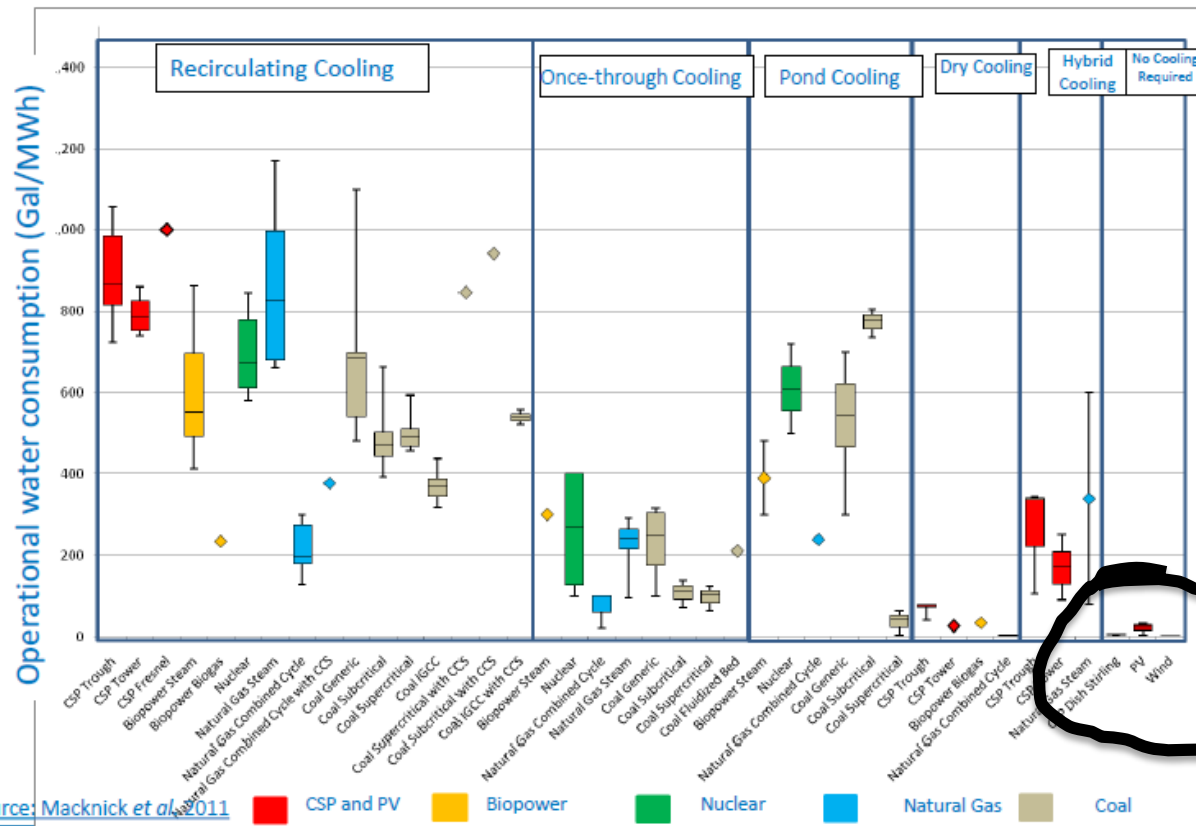 Recirculating Cooling
Once-through Cooling
Pond Cooling
Dry Cooling
Hybrid
Cooling
No Cooling
Required
Operational water consumption (Gal/MWh)
,400
,200
,000
800
600
400
200
0
CSP Trough
CSP Tower
CSP Fresnel
Biopower Steam
Biopower Biogas
Nuclear
Natural Gas Steam
Natural Gas Combined Cycle
Natural Gas Combined Cycle with CCS
Coal Generic
Coal Subcritical
Coal Supercritical
Coal IGCC
Coal Supercritical with CCS
Coal Subcritical with CCS
Coal IGCC with CCS
Biopower Steam
Nuclear
Natural Gas Combined Cycle
Natural Gas Steam
Coal Generic
Coal Subcritical
Coal Supercritical
Coal Fluidized Bed
Biopower Steam
Nuclear
Natural Gas Combined Cycle
Coal Generic
Coal Subcritical
Coal Supercritical
CSP Trough
CSP Tower
Biopower Biogas
Natural Gas Combined Cycle
CSP Trough
CSP Tower
Natural Gas Steam
Dish Stirling
PV
Wind
rce: Macknick et al. 2011
CSP and PV
Biopower
Nuclear
Natural Gas
Coal